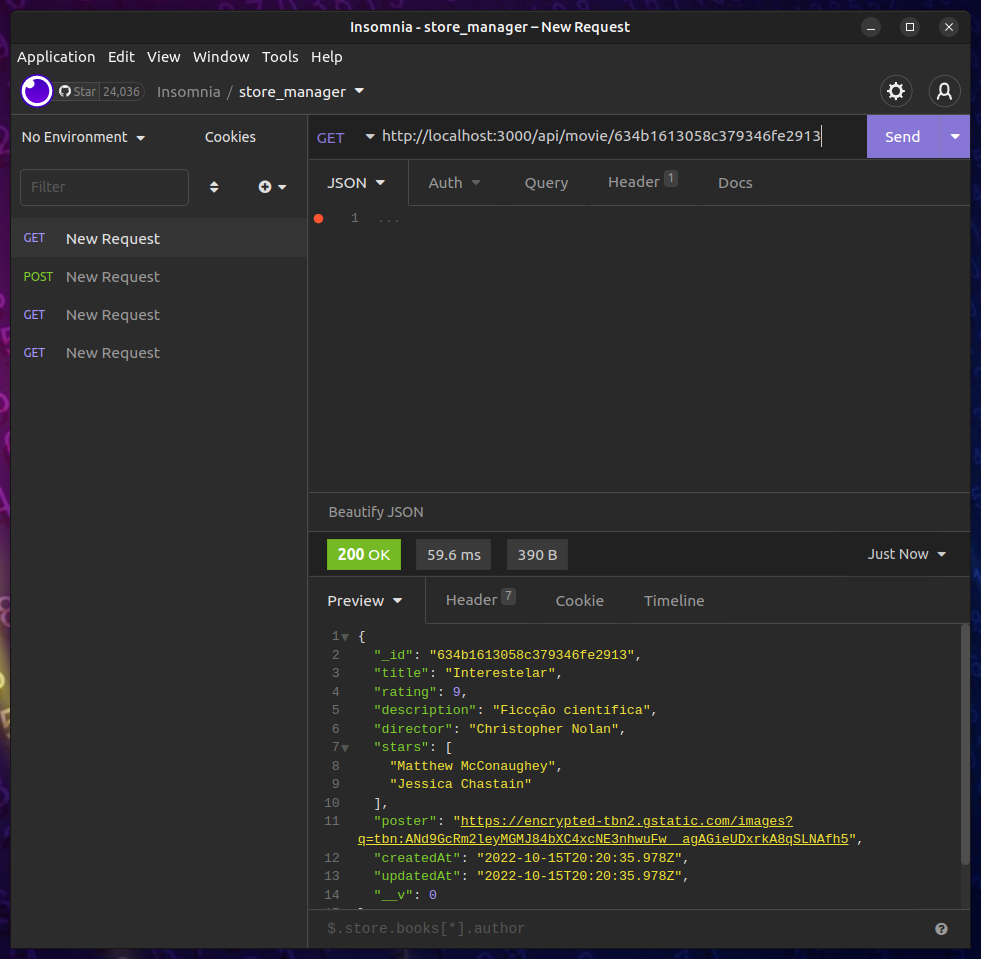 Insomnia - store_manager – New Request
Application Edit View Window Tools Help
Star 24,036 Insomnia / store_manager
No Environment Cookies
GET http://localhost:3000/api/movie/634b1613058c379346fe2913 Send
Filter
JSON Auth Query Header 1 Docs
1 ...
GET New Request
POST New Request
GET New Request
GET New Request
Beautify JSON
200 OK 59.6 ms 390 B Just Now
Preview Header 7 Cookie Timeline
1 {
2 "_id": "634b1613058c379346fe2913",
3 "title": "Interestelar",
4 "rating": 9,
5 "description": "Ficcção científica",
6 "director": "Christopher Nolan",
7 "stars": [
8 "Matthew McConaughey",
9 "Jessica Chastain"
10 ],
11 "poster": "https://encrypted-tbn2.gstatic.com/images?
q=tbn:ANd9GcRm2leyMGMJ84bXC4xcNE3nhwuFw__agAGieUDxrkA8qSLNAfh5",
12 "createdAt": "2022-10-15T20:20:35.978Z",
13 "updatedAt": "2022-10-15T20:20:35.978Z",
14 "__v": 0
$.store.books[*].author